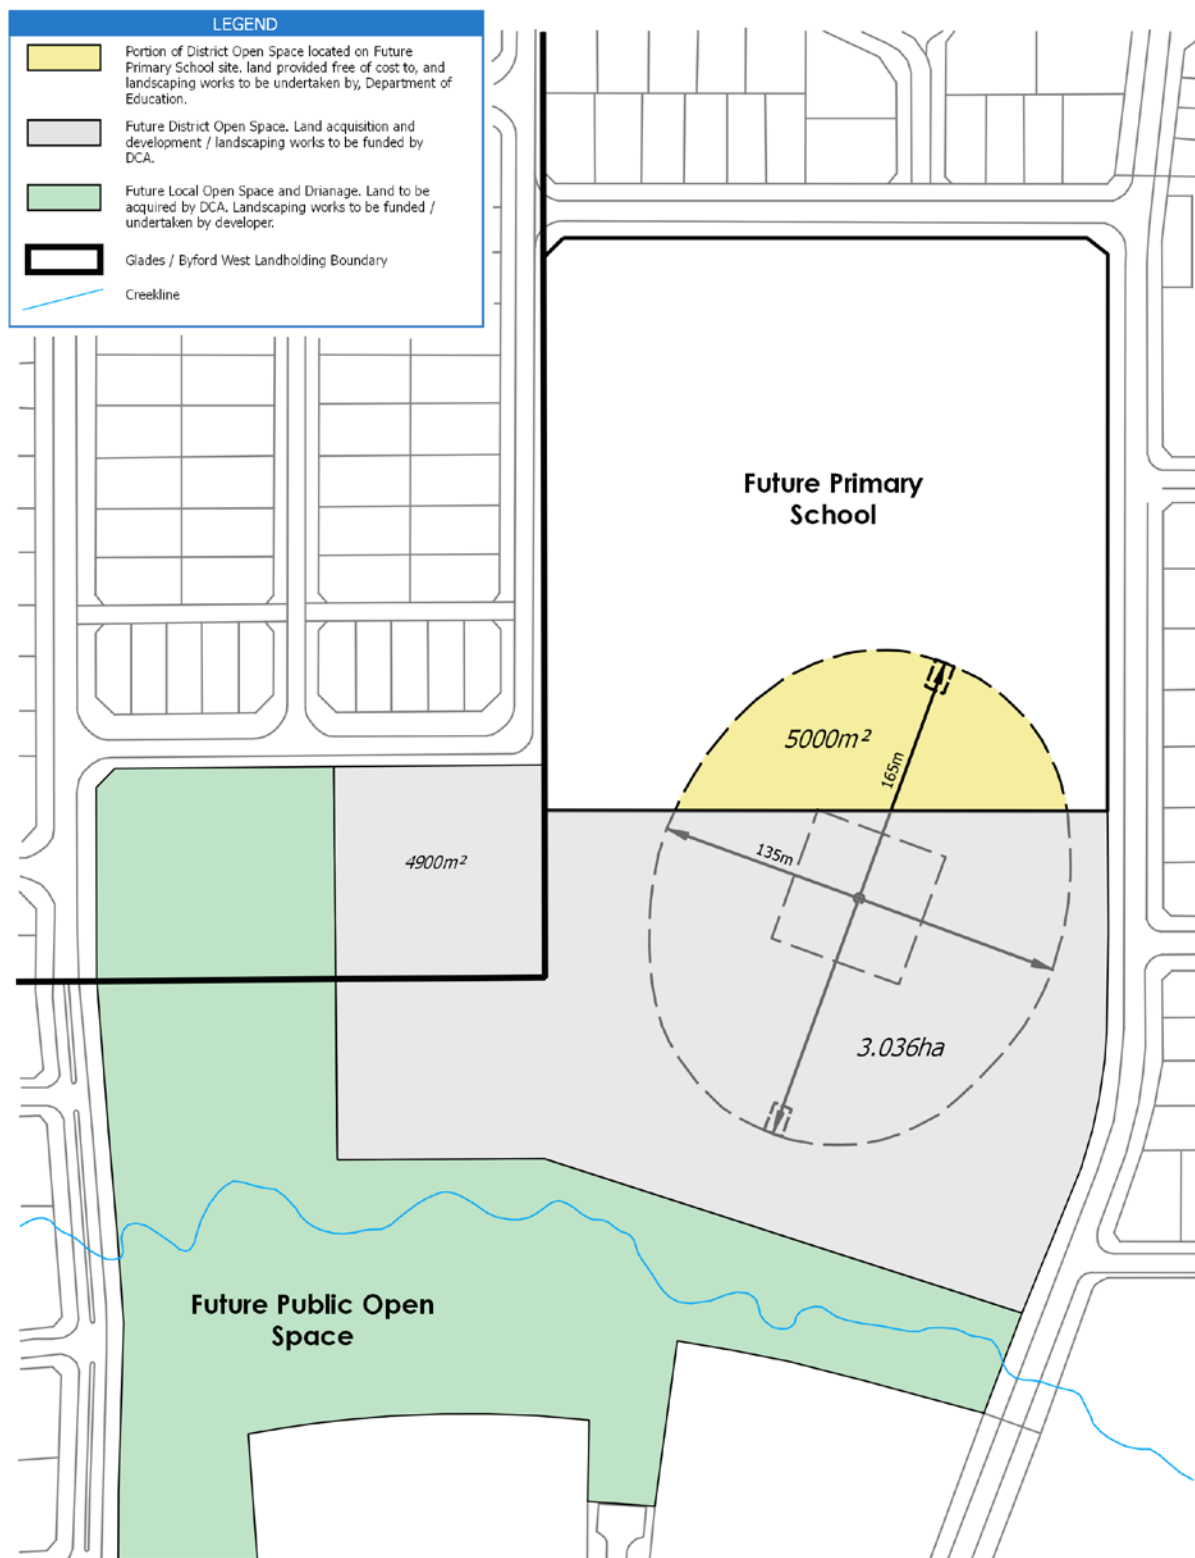 LEGEND
Portion of District Open Space located on Future
Primary School site. land provided free of cost to, and
landscaping works to be undertaken by, Department of
Education.
Future District Open Space. Land acquisition and
development / landscaping works to be funded by
DCA.
Future Local Open Space and Drianage. Land to be
acquired by DCA. Landscaping works to be funded /
undertaken by developer.
Glades / Byford West Landholding Boundary
Creekline
Future Primary
School
5000m²
165m
135m
4900m²
3.036ha
Future Public Open
Space